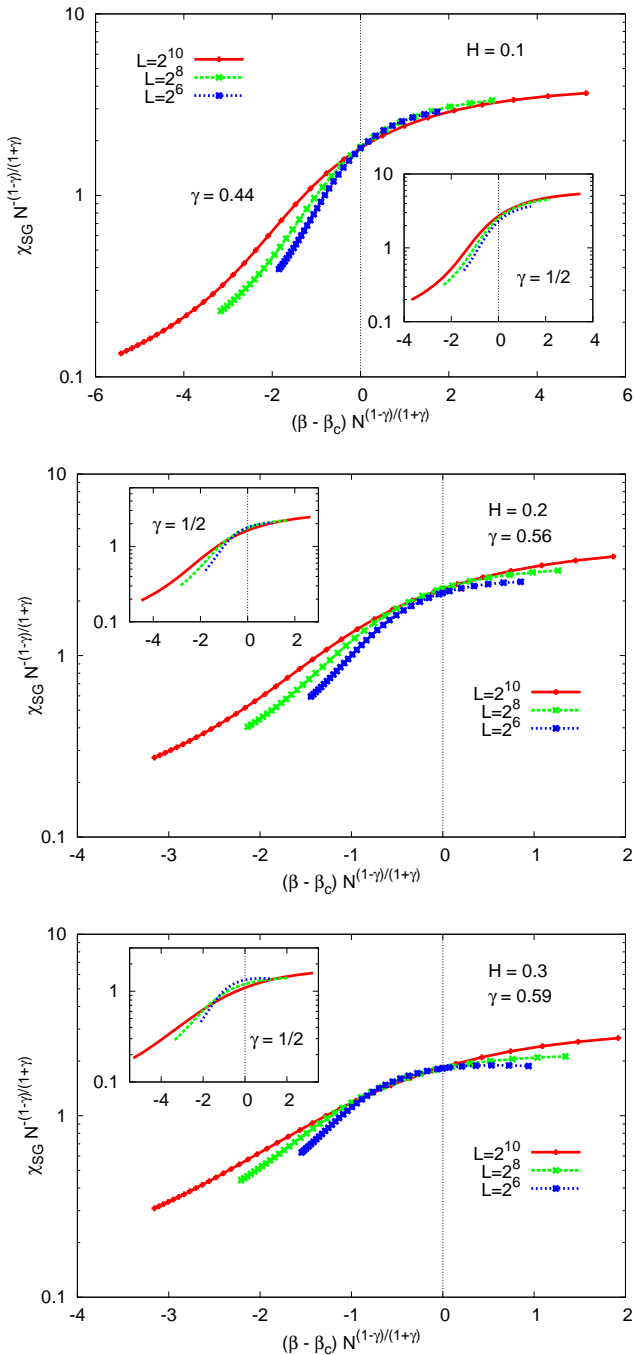 10
L=2^10
L=2^8
L=2^6
H = 0.1
χ_SG N^-(1-γ)/(1+γ)
1
γ = 0.44
10
1
0.1
γ = 1/2
-4 -2 0 2 4
0.1
-6 -4 -2 0 2 4 6
(β - β_c) N^(1-γ)/(1+γ)
10
γ = 1/2
1
0.1
-4 -2 0 2
H = 0.2
γ = 0.56
χ_SG N^-(1-γ)/(1+γ)
1
L=2^10
L=2^8
L=2^6
0.1
-4 -3 -2 -1 0 1 2
(β - β_c) N^(1-γ)/(1+γ)
10
1
γ = 1/2
0.1
-4 -2 0 2
H = 0.3
γ = 0.59
χ_SG N^-(1-γ)/(1+γ)
1
L=2^10
L=2^8
L=2^6
0.1
-4 -3 -2 -1 0 1 2
(β - β_c) N^(1-γ)/(1+γ)